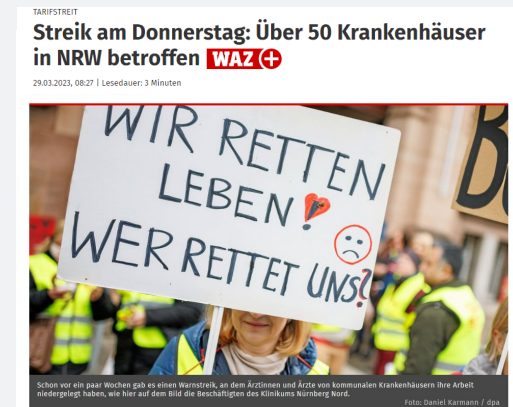 TARIFSTREIT
Streik am Donnerstag: Über 50 Krankenhäuser
in NRW betroffen WAZ +
29.03.2023, 08:27 | Lesedauer: 3 Minuten
WIR RETTEN
LEBEN!
WER RETTET UNS?
B
Schon vor ein paar Wochen gab es einen Warnstreik, an dem Ärztinnen und Ärzte von kommunalen Krankenhäusern ihre Arbeit
niedergelegt haben, wie hier auf dem Bild die Beschäftigten des Klinikums Nürnberg Nord.
Foto: Daniel Karmann / dpa